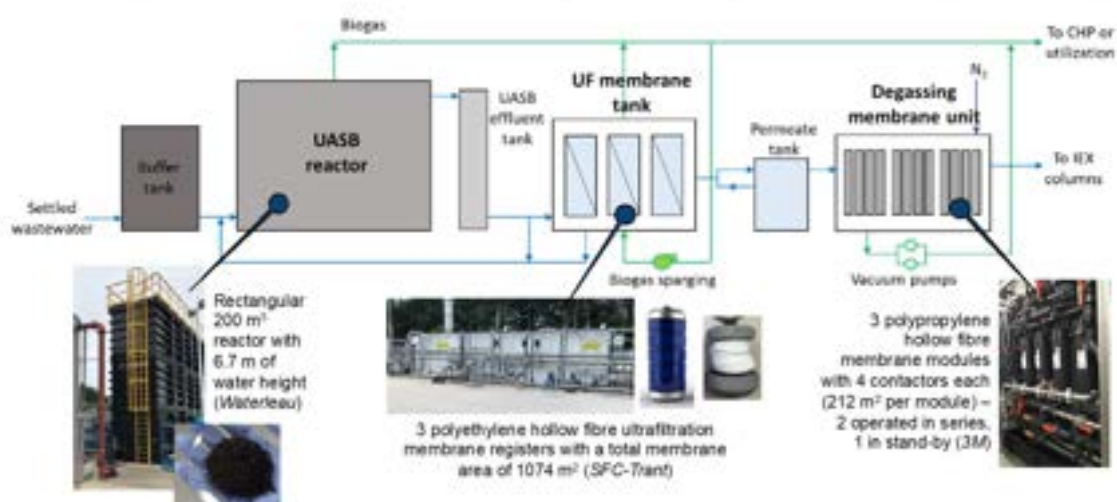 Biogas
To CHP or
utilization
UF membrane
tank
N₂
Degassing
membrane unit
UASB
effluent
tank
Permeate
tank
UASB
reactor
Buffer
tank
To IEX
columns
Settled
wastewater
Biogas sparging
Vacuum pumps
Rectangular
200 m³
reactor with
6.7 m of
water height
(Waterleau)
3 polyethylene hollow fibre ultrafiltration
membrane registers with a total membrane
area of 1074 m² (SFC-Trant)
3 polypropylene
hollow fibre
membrane modules
with 4 contactors each
(212 m² per module) –
2 operated in series,
1 in stand-by (3M)